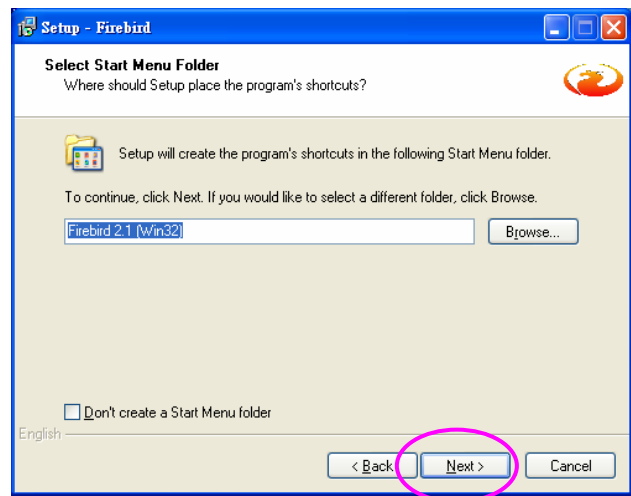 Setup - Firebird
Select Start Menu Folder
Where should Setup place the program's shortcuts?
Setup will create the program's shortcuts in the following Start Menu folder.
To continue, click Next. If you would like to select a different folder, click Browse.
Firebird 2.1 (Win32)
Browse...
Don't create a Start Menu folder
English
< Back
Next >
Cancel